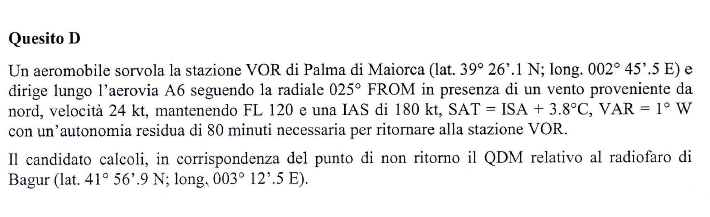 Quesito D
Un aeromobile sorvola la stazione VOR di Palma di Maiorca (lat. 39° 26’.1 N; long. 002° 45’.5 E) e
dirige lungo l’aerovia A6 seguendo la radiale 025° FROM in presenza di un vento proveniente da
nord, velocità 24 kt, mantenendo FL 120 e una IAS di 180 kt, SAT = ISA + 3.8°C, VAR = 1° W
con un’autonomia residua di 80 minuti necessaria per ritornare alla stazione VOR.
Il candidato calcoli, in corrispondenza del punto di non ritorno il QDM relativo al radiofaro di
Bagur (lat. 41° 56’.9 N; long. 003° 12’.5 E).